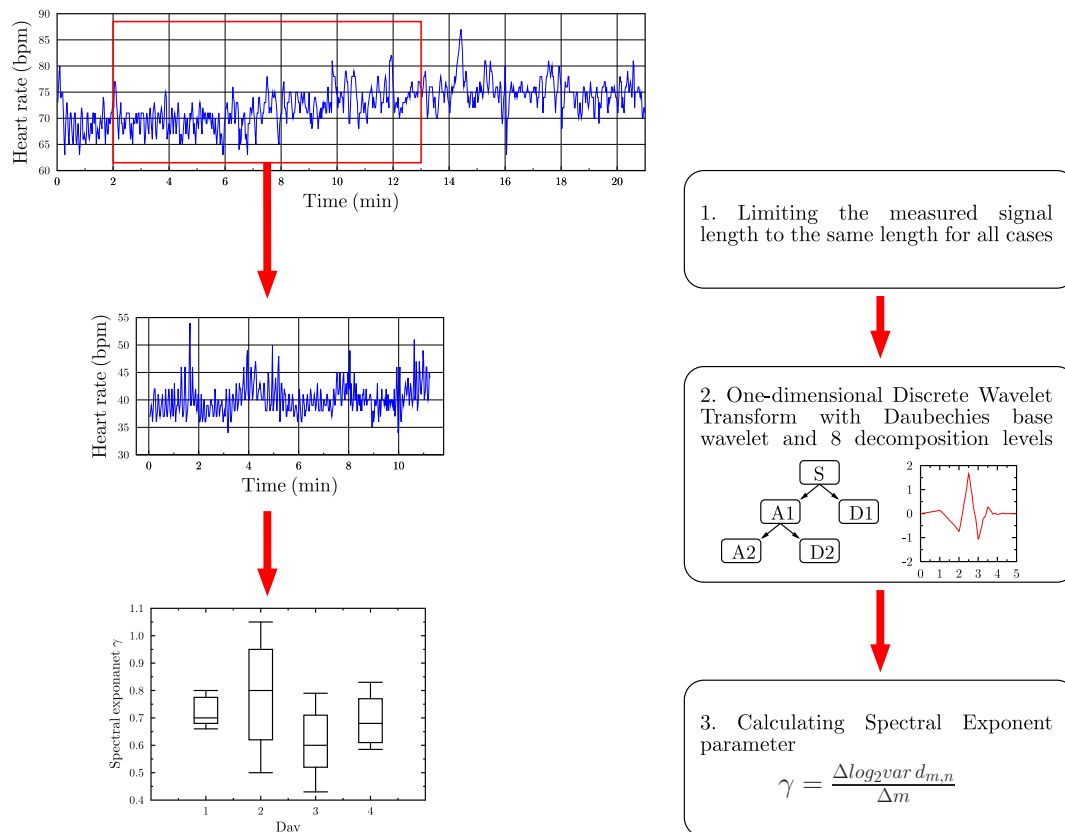 90
85
80
75
70
65
60
Heart rate (bpm)
0 2 4 6 8 10 12 14 16 18 20
Time (min)
1. Limiting the measured signal
length to the same length for all cases
55
50
45
40
35
30
Heart rate (bpm)
0 2 4 6 8 10
Time (min)
2. One-dimensional Discrete Wavelet
Transform with Daubechies base
wavelet and 8 decomposition levels
S
A1 D1
A2 D2
2
1
0
-1
-2
0 1 2 3 4 5
1.1
1.0
0.9
0.8
0.7
0.6
0.5
0.4
Spectral exponanet γ
1 2 3 4
Day
3. Calculating Spectral Exponent
parameter
γ = Δlog₂var d_{m,n} / Δm